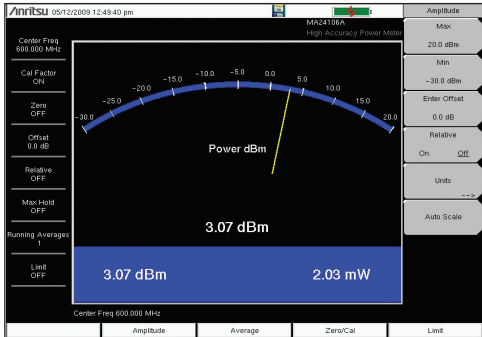 Anritsu 05/12/2009 12:49:40 pm
Amplitude
MA24106A
High Accuracy Power Meter
Center Freq
600.000 MHz
Cal Factor
ON
Zero
OFF
Offset
0.0 dB
Relative
OFF
Max Hold
OFF
Running Averages
1
Limit
OFF
-30.0
-25.0
-20.0
-15.0
-10.0
-5.0
0.0
5.0
10.0
15.0
20.0
Power dBm
3.07 dBm
3.07 dBm 2.03 mW
Center Freq 600.000 MHz
Max
20.0 dBm
Min
-30.0 dBm
Enter Offset
0.0 dB
Relative
On Off
Units
-->
Auto Scale
Amplitude Average Zero/Cal Limit